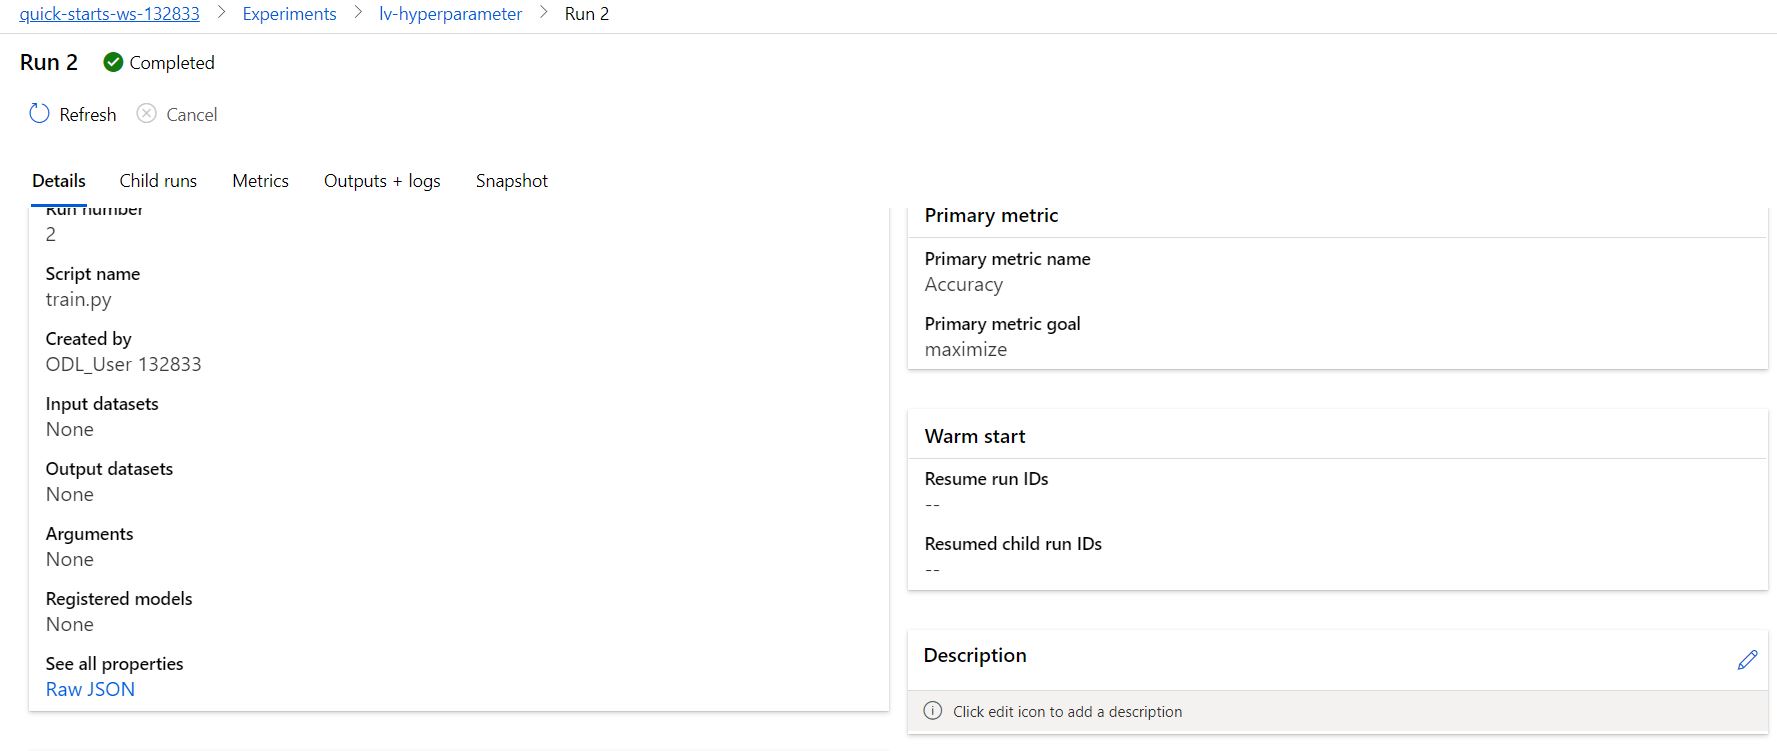 quick-starts-ws-132833 > Experiments > lv-hyperparameter > Run 2
Run 2 Completed
Refresh Cancel
Details Child runs Metrics Outputs + logs Snapshot
Run number
2
Script name
train.py
Created by
ODL_User 132833
Input datasets
None
Output datasets
None
Arguments
None
Registered models
None
See all properties
Raw JSON
Primary metric
Primary metric name
Accuracy
Primary metric goal
maximize
Warm start
Resume run IDs
--
Resumed child run IDs
--
Description
Click edit icon to add a description